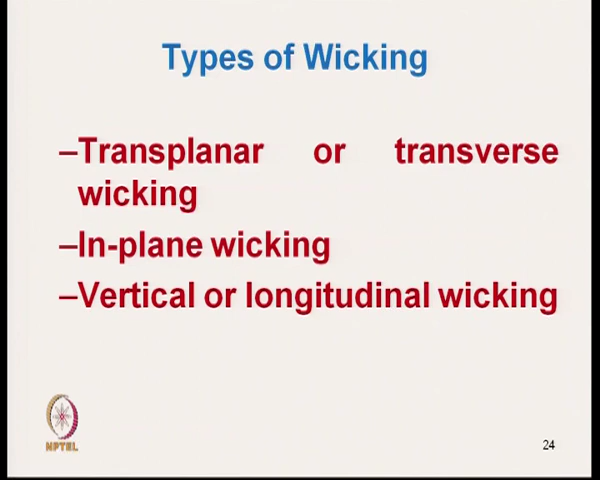 Types of Wicking
–Transplanar or transverse
wicking
–In-plane wicking
–Vertical or longitudinal wicking
NPTEL
24